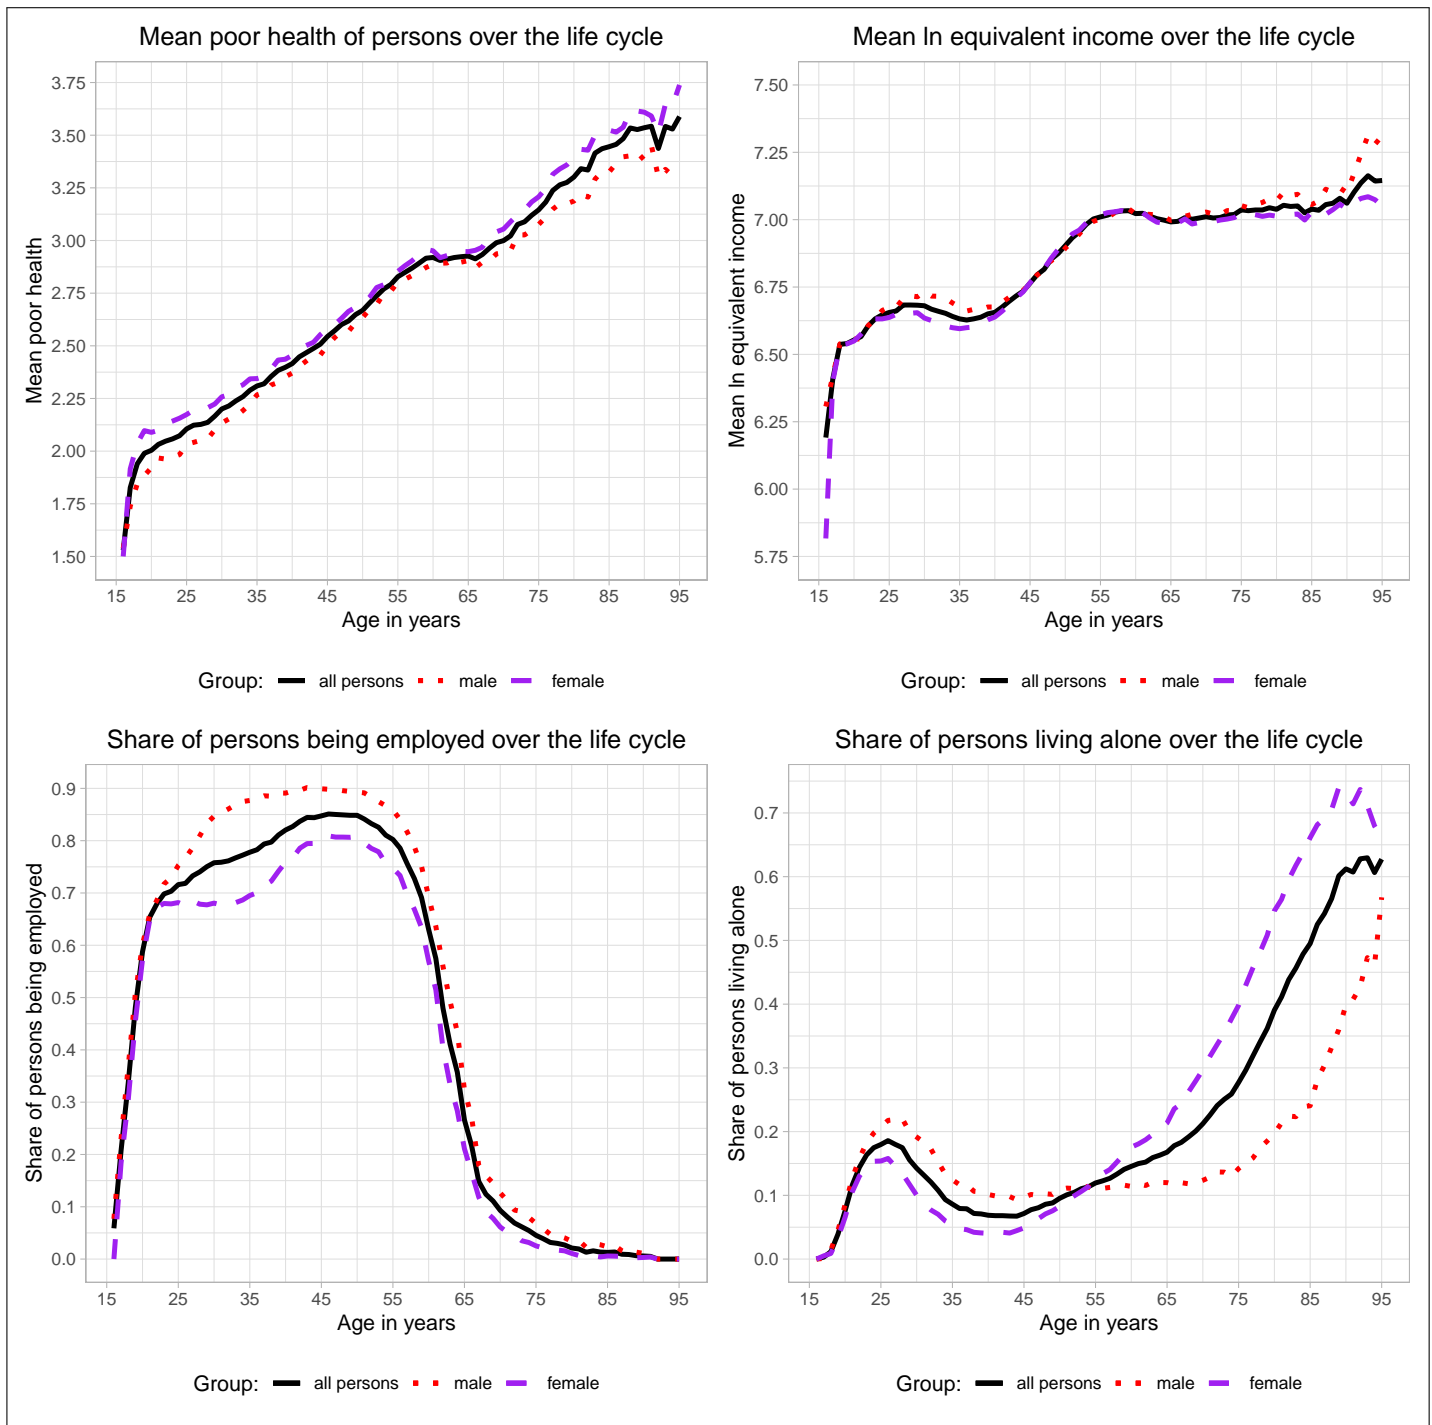 Mean poor health of persons over the life cycle
3.75
3.50
3.25
3.00
2.75
2.50
2.25
2.00
1.75
1.50
Mean poor health
15 25 35 45 55 65 75 85 95
Age in years
Group: all persons male female
Mean ln equivalent income over the life cycle
7.50
7.25
7.00
6.75
6.50
6.25
6.00
5.75
Mean ln equivalent income
15 25 35 45 55 65 75 85 95
Age in years
Group: all persons male female
Share of persons being employed over the life cycle
0.9
0.8
0.7
0.6
0.5
0.4
0.3
0.2
0.1
0.0
Share of persons being employed
15 25 35 45 55 65 75 85 95
Age in years
Group: all persons male female
Share of persons living alone over the life cycle
0.7
0.6
0.5
0.4
0.3
0.2
0.1
0.0
Share of persons living alone
15 25 35 45 55 65 75 85 95
Age in years
Group: all persons male female